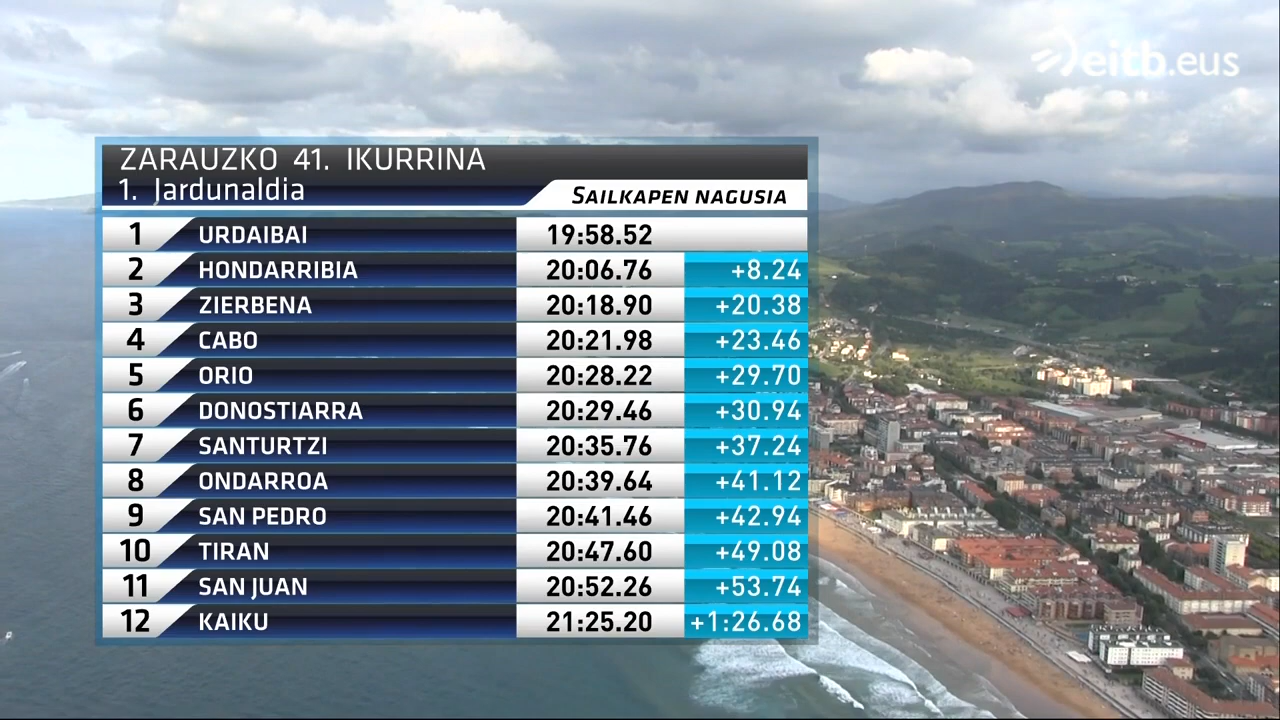 eitb.eus
ZARAUZKO 41. IKURRINA
1. Jardunaldia
SAILKAPEN NAGUSIA
1 URDAIBAI 19:58.52
2 HONDARRIBIA 20:06.76 +8.24
3 ZIERBENA 20:18.90 +20.38
4 CABO 20:21.98 +23.46
5 ORIO 20:28.22 +29.70
6 DONOSTIARRA 20:29.46 +30.94
7 SANTURTZI 20:35.76 +37.24
8 ONDARROA 20:39.64 +41.12
9 SAN PEDRO 20:41.46 +42.94
10 TIRAN 20:47.60 +49.08
11 SAN JUAN 20:52.26 +53.74
12 KAIKU 21:25.20 +1:26.68